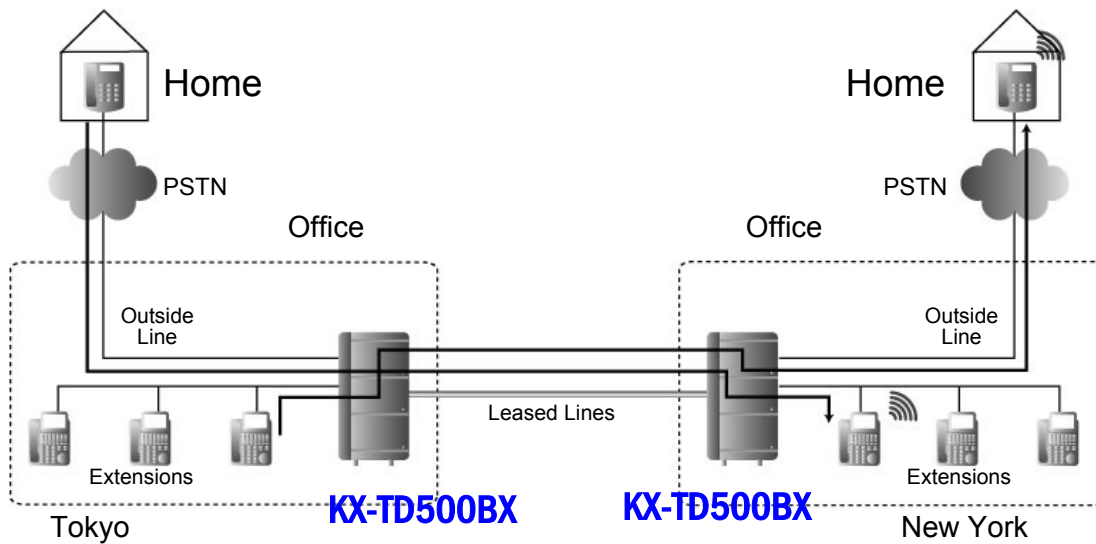 Home
Home
PSTN
PSTN
Office
Office
Outside
Line
Outside
Line
Leased Lines
Extensions
Extensions
KX-TD500BX
KX-TD500BX
Tokyo
New York